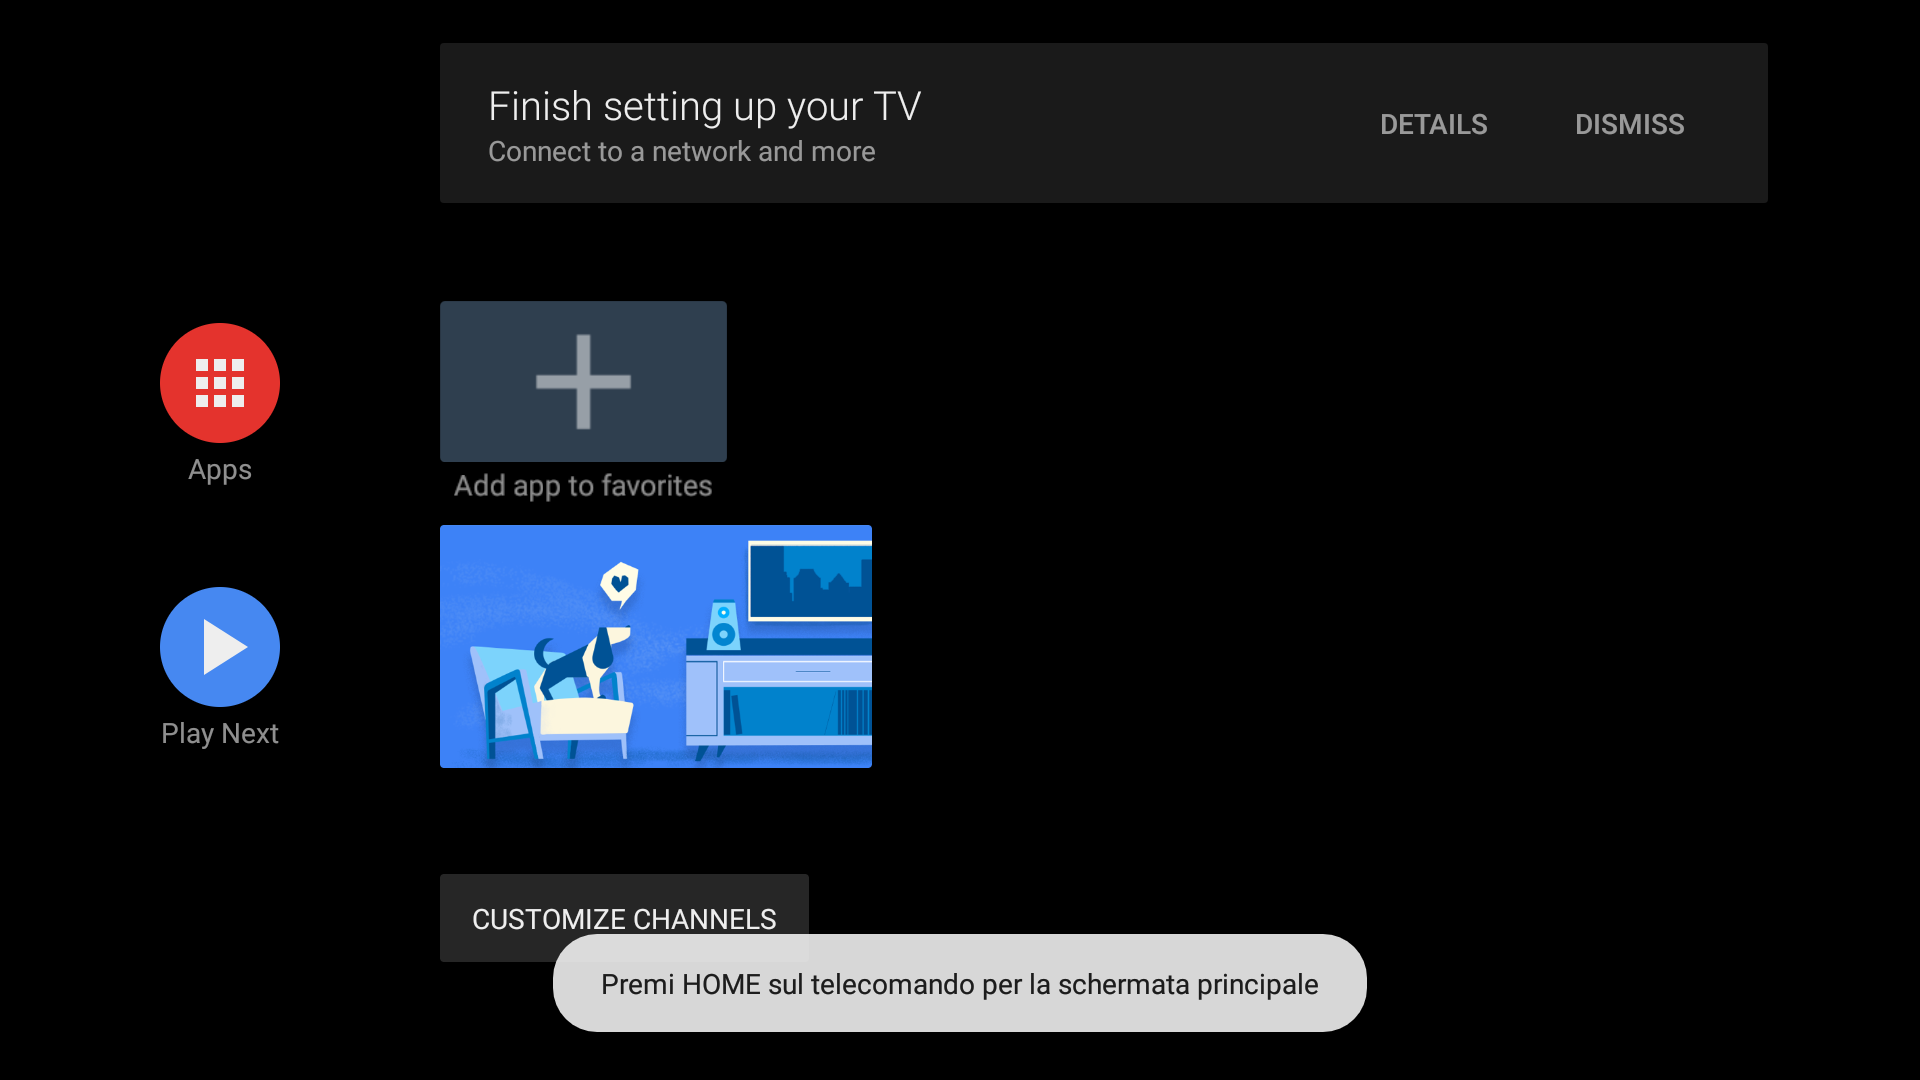 Finish setting up your TV
Connect to a network and more
DETAILS
DISMISS
Apps
Add app to favorites
Play Next
CUSTOMIZE CHANNELS
Premi HOME sul telecomando per la schermata principale